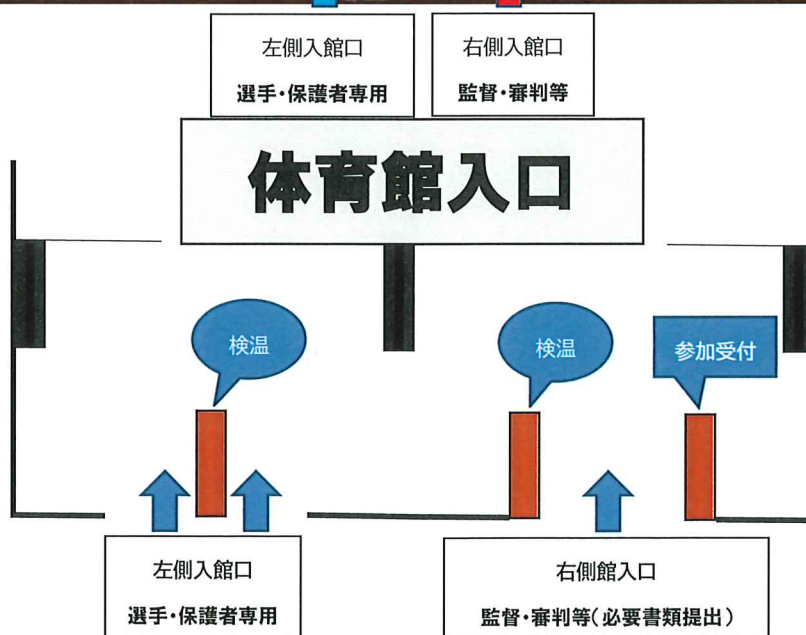 左側入館口
選手・保護者専用
右側入館口
監督・審判等
体育館入口
検温
検温
参加受付
左側入館口
選手・保護者専用
右側館入口
監督・審判等(必要書類提出)